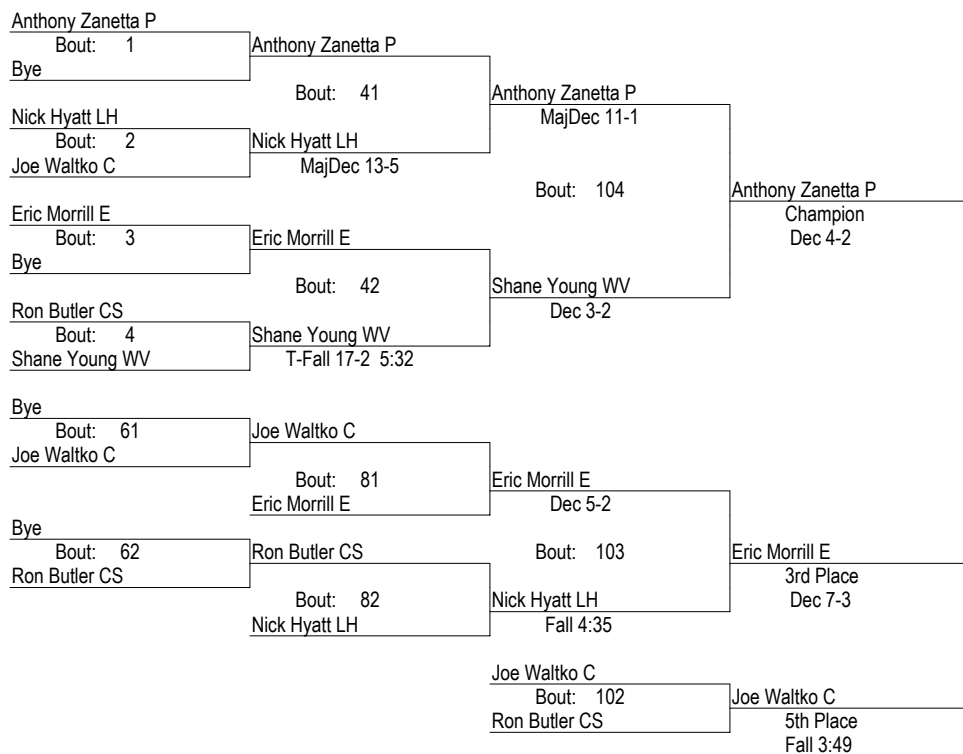 Anthony Zanetta P
Bout: 1
Bye
Anthony Zanetta P
Bout: 41
Nick Hyatt LH
Bout: 2
Joe Waltko C
Nick Hyatt LH
MajDec 13-5
Anthony Zanetta P
MajDec 11-1
Eric Morrill E
Bout: 3
Bye
Eric Morrill E
Bout: 42
Ron Butler CS
Bout: 4
Shane Young WV
Shane Young WV
T-Fall 17-2 5:32
Shane Young WV
Dec 3-2
Bout: 104
Anthony Zanetta P
Champion
Dec 4-2
Bye
Bout: 61
Joe Waltko C
Joe Waltko C
Bout: 81
Eric Morrill E
Eric Morrill E
Dec 5-2
Bye
Bout: 62
Ron Butler CS
Ron Butler CS
Bout: 82
Nick Hyatt LH
Nick Hyatt LH
Fall 4:35
Bout: 103
Eric Morrill E
3rd Place
Dec 7-3
Joe Waltko C
Bout: 102
Ron Butler CS
Joe Waltko C
5th Place
Fall 3:49